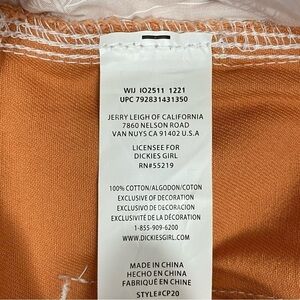 WIJ IO2511 1221
UPC 792831431350
JERRY LEIGH OF CALIFORNIA
7860 NELSON ROAD
VAN NUYS CA 91402 U.S.A
LICENSEE FOR
DICKIES GIRL
RN#55219
100% COTTON/ALGODON/COTON
EXCLUSIVE OF DECORATION
EXCLUSIVO DE DECORACION
EXCLUSIVITÉ DE LA DÉCORATION
1-855-909-6200
WWW.DICKIESGIRL.COM
MADE IN CHINA
HECHO EN CHINA
FABRIQUÉ EN CHINE
STYLE#CP20